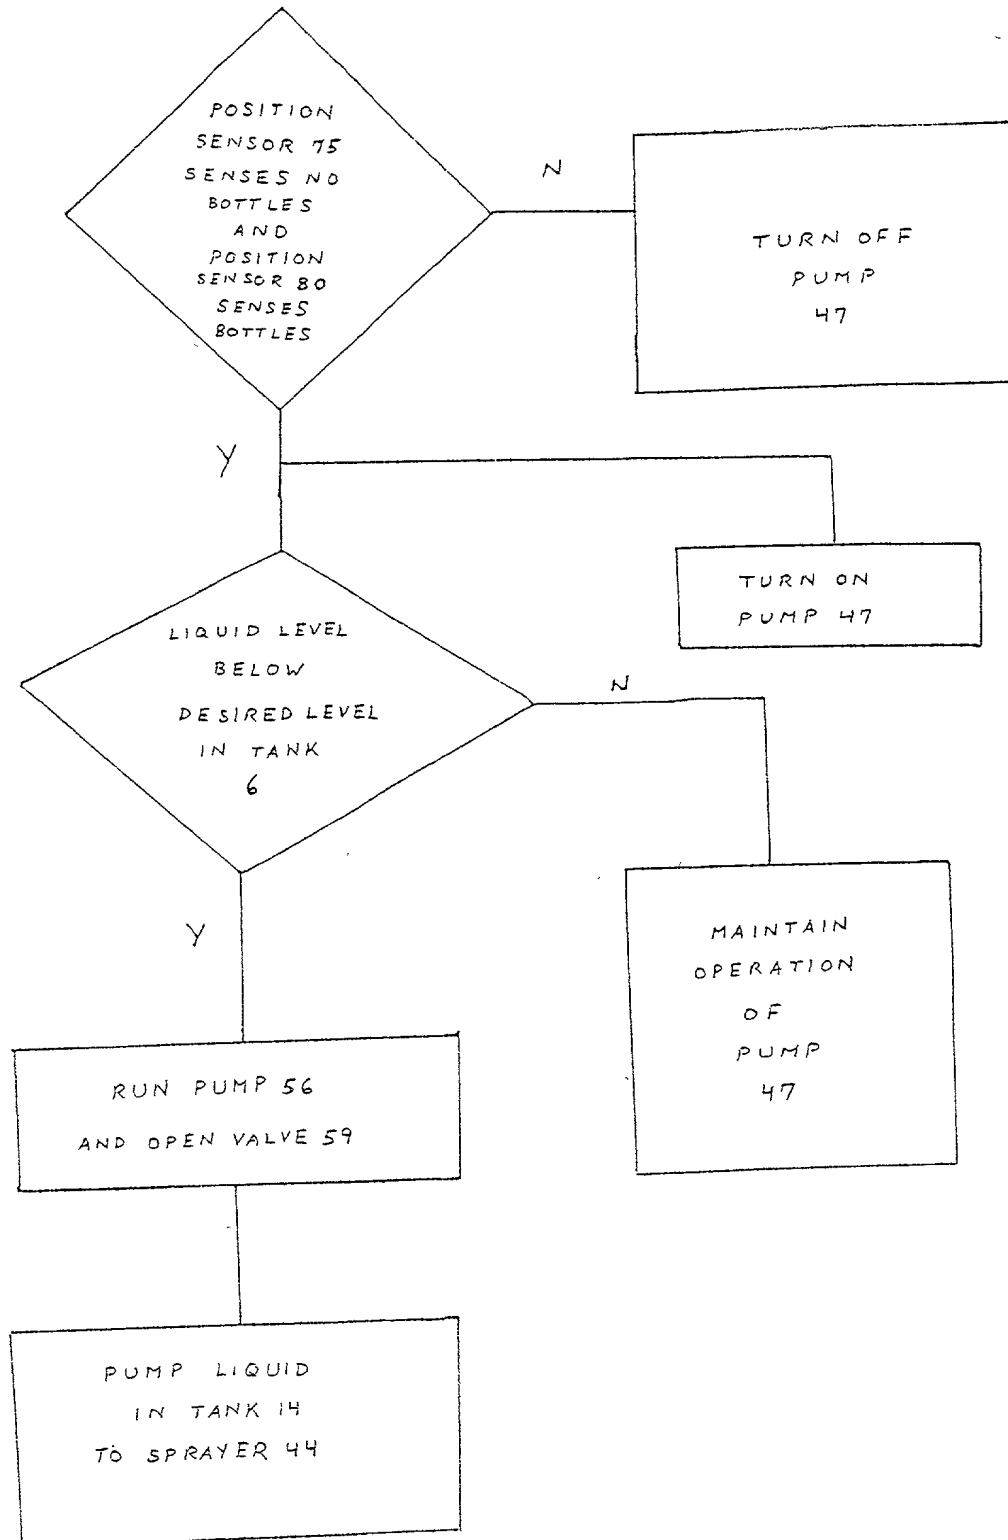 POSITION
SENSOR 75
SENSES NO
BOTTLES
AND
POSITION
SENSOR 80
SENSES
BOTTLES
N
TURN OFF
PUMP
47
Y
TURN ON
PUMP 47
LIQUID LEVEL
BELOW
DESIRED LEVEL
IN TANK
6
N
Y
MAINTAIN
OPERATION
OF
PUMP
47
RUN PUMP 56
AND OPEN VALVE 59
PUMP LIQUID
IN TANK 14
TO SPRAYER 44